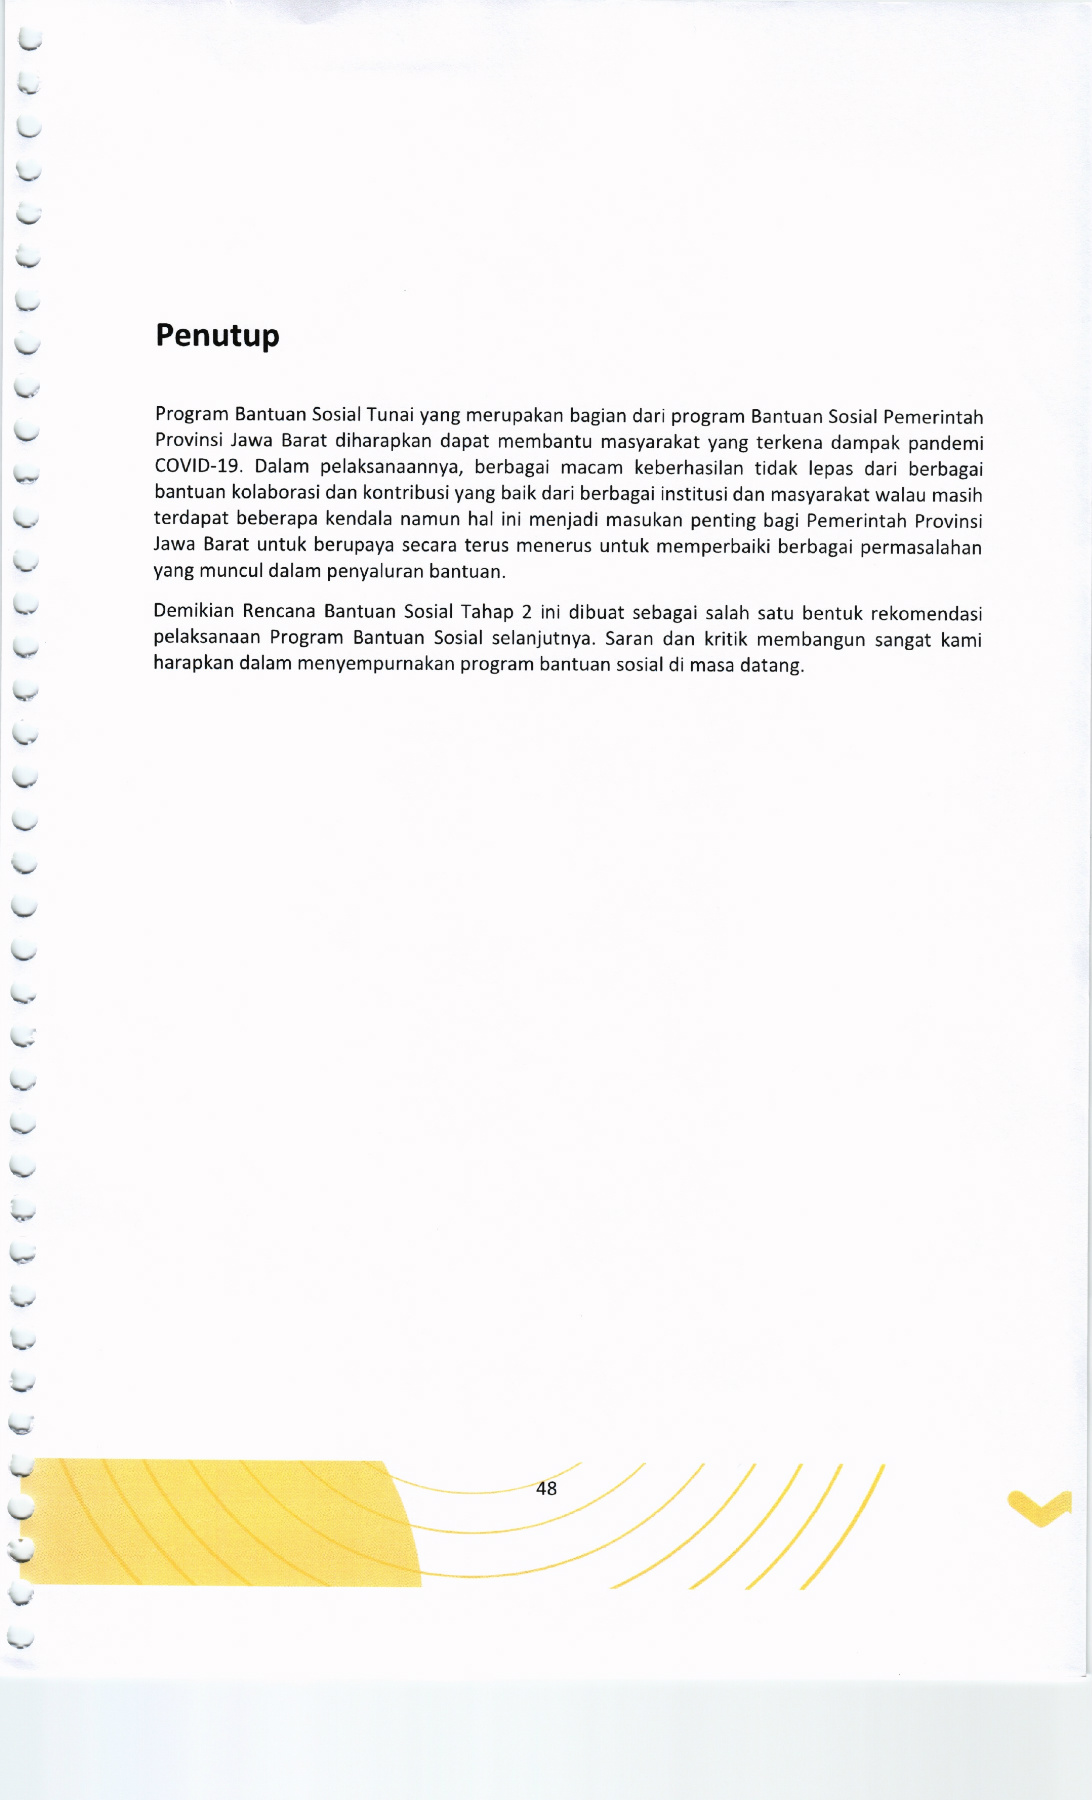 Penutup
Program Bantuan Sosial Tunai yang merupakan bagian dari program Bantuan Sosial Pemerintah
Provinsi Jawa Barat diharapkan dapat membantu masyarakat yang terkena dampak pandemi
COVID-19. Dalam pelaksanaannya, berbagai macam keberhasilan tidak lepas dari berbagai
bantuan kolaborasi dan kontribusi yang baik dari berbagai institusi dan masyarakat walau masih
terdapat beberapa kendala namun hal ini menjadi masukan penting bagi Pemerintah Provinsi
Jawa Barat untuk berupaya secara terus menerus untuk memperbaiki berbagai permasalahan
yang muncul dalam penyaluran bantuan.
Demikian Rencana Bantuan Sosial Tahap 2 ini dibuat sebagai salah satu bentuk rekomendasi
pelaksanaan Program Bantuan Sosial selanjutnya. Saran dan kritik membangun sangat kami
harapkan dalam menyempurnakan program bantuan sosial di masa datang.
48